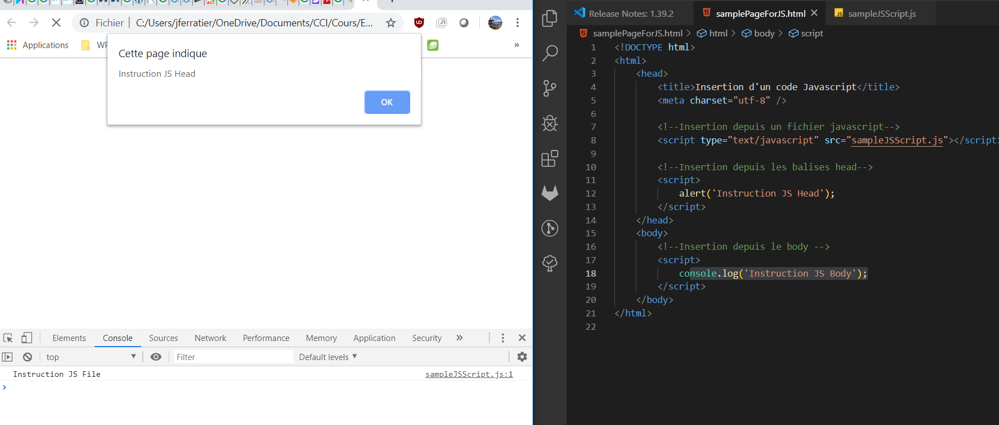 Fichier | C:/Users/jferratier/OneDrive/Documents/CCI/Cours/E...
Applications
WP
»
Cette page indique
Instruction JS Head
OK
Elements Console Sources Network Performance Memory Application Security »
top ▼ Filter Default levels ▼
Instruction JS File sampleJSScript.js:1
>
Release Notes: 1.39.2 samplePageForJS.html × JS sampleJSScript.js
samplePageForJS.html > html > body > script
1 <!DOCTYPE html>
2 <html>
3 <head>
4 <title>Insertion d'un code Javascript</title>
5 <meta charset="utf-8" />
6
7 <!--Insertion depuis un fichier javascript-->
8 <script type="text/javascript" src="sampleJSScript.js"></script
9
10 <!--Insertion depuis les balises head-->
11 <script>
12 alert('Instruction JS Head');
13 </script>
14 </head>
15 <body>
16 <!--Insertion depuis le body -->
17 <script>
18 console.log('Instruction JS Body');
19 </script>
20 </body>
21 </html>
22